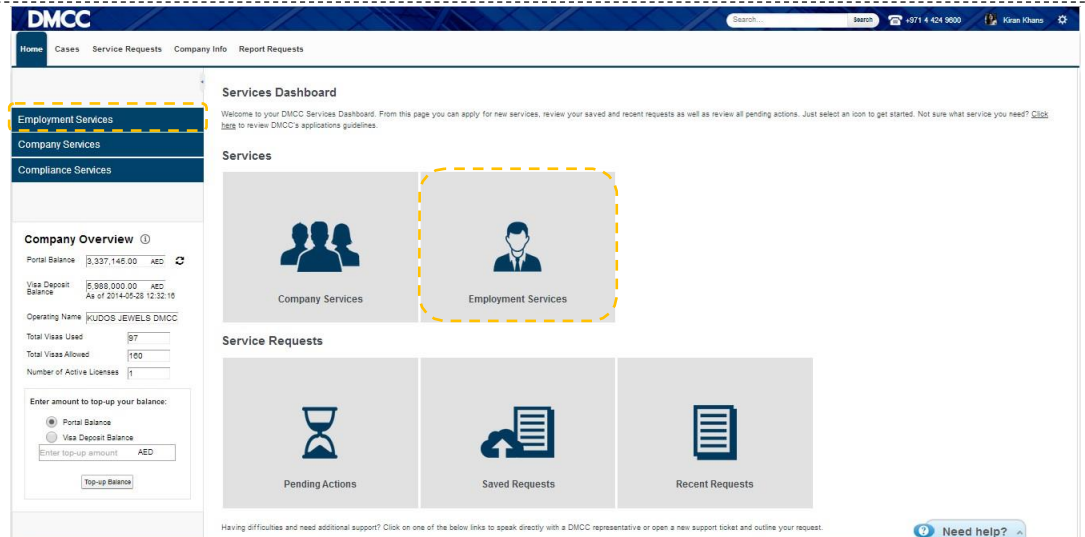 DMCC
Search...
Search
+971 4 424 9600
Kiran Khans
Home Cases Service Requests Company Info Report Requests
Employment Services
Company Services
Compliance Services
Services Dashboard
Welcome to your DMCC Services Dashboard. From this page you can apply for new services, review your saved and recent requests as well as review all pending actions. Just select an icon to get started. Not sure what service you need? Click
here to review DMCC's applications guidelines.
Services
Company Services
Employment Services
Company Overview
Portal Balance 3,337,145.00 AED
Visa Deposit
Balance
5,988,000.00 AED
As of 2014-05-28 12:32:16
Operating Name KUDOS JEWELS DMCC
Total Visas Used 97
Total Visas Allowed 160
Number of Active Licenses 1
Enter amount to top-up your balance:
Portal Balance
Visa Deposit Balance
Enter top-up amount AED
Top-up Balance
Service Requests
Pending Actions
Saved Requests
Recent Requests
Having difficulties and need additional support? Click on one of the below links to speak directly with a DMCC representative or open a new support ticket and outline your request.
? Need help?